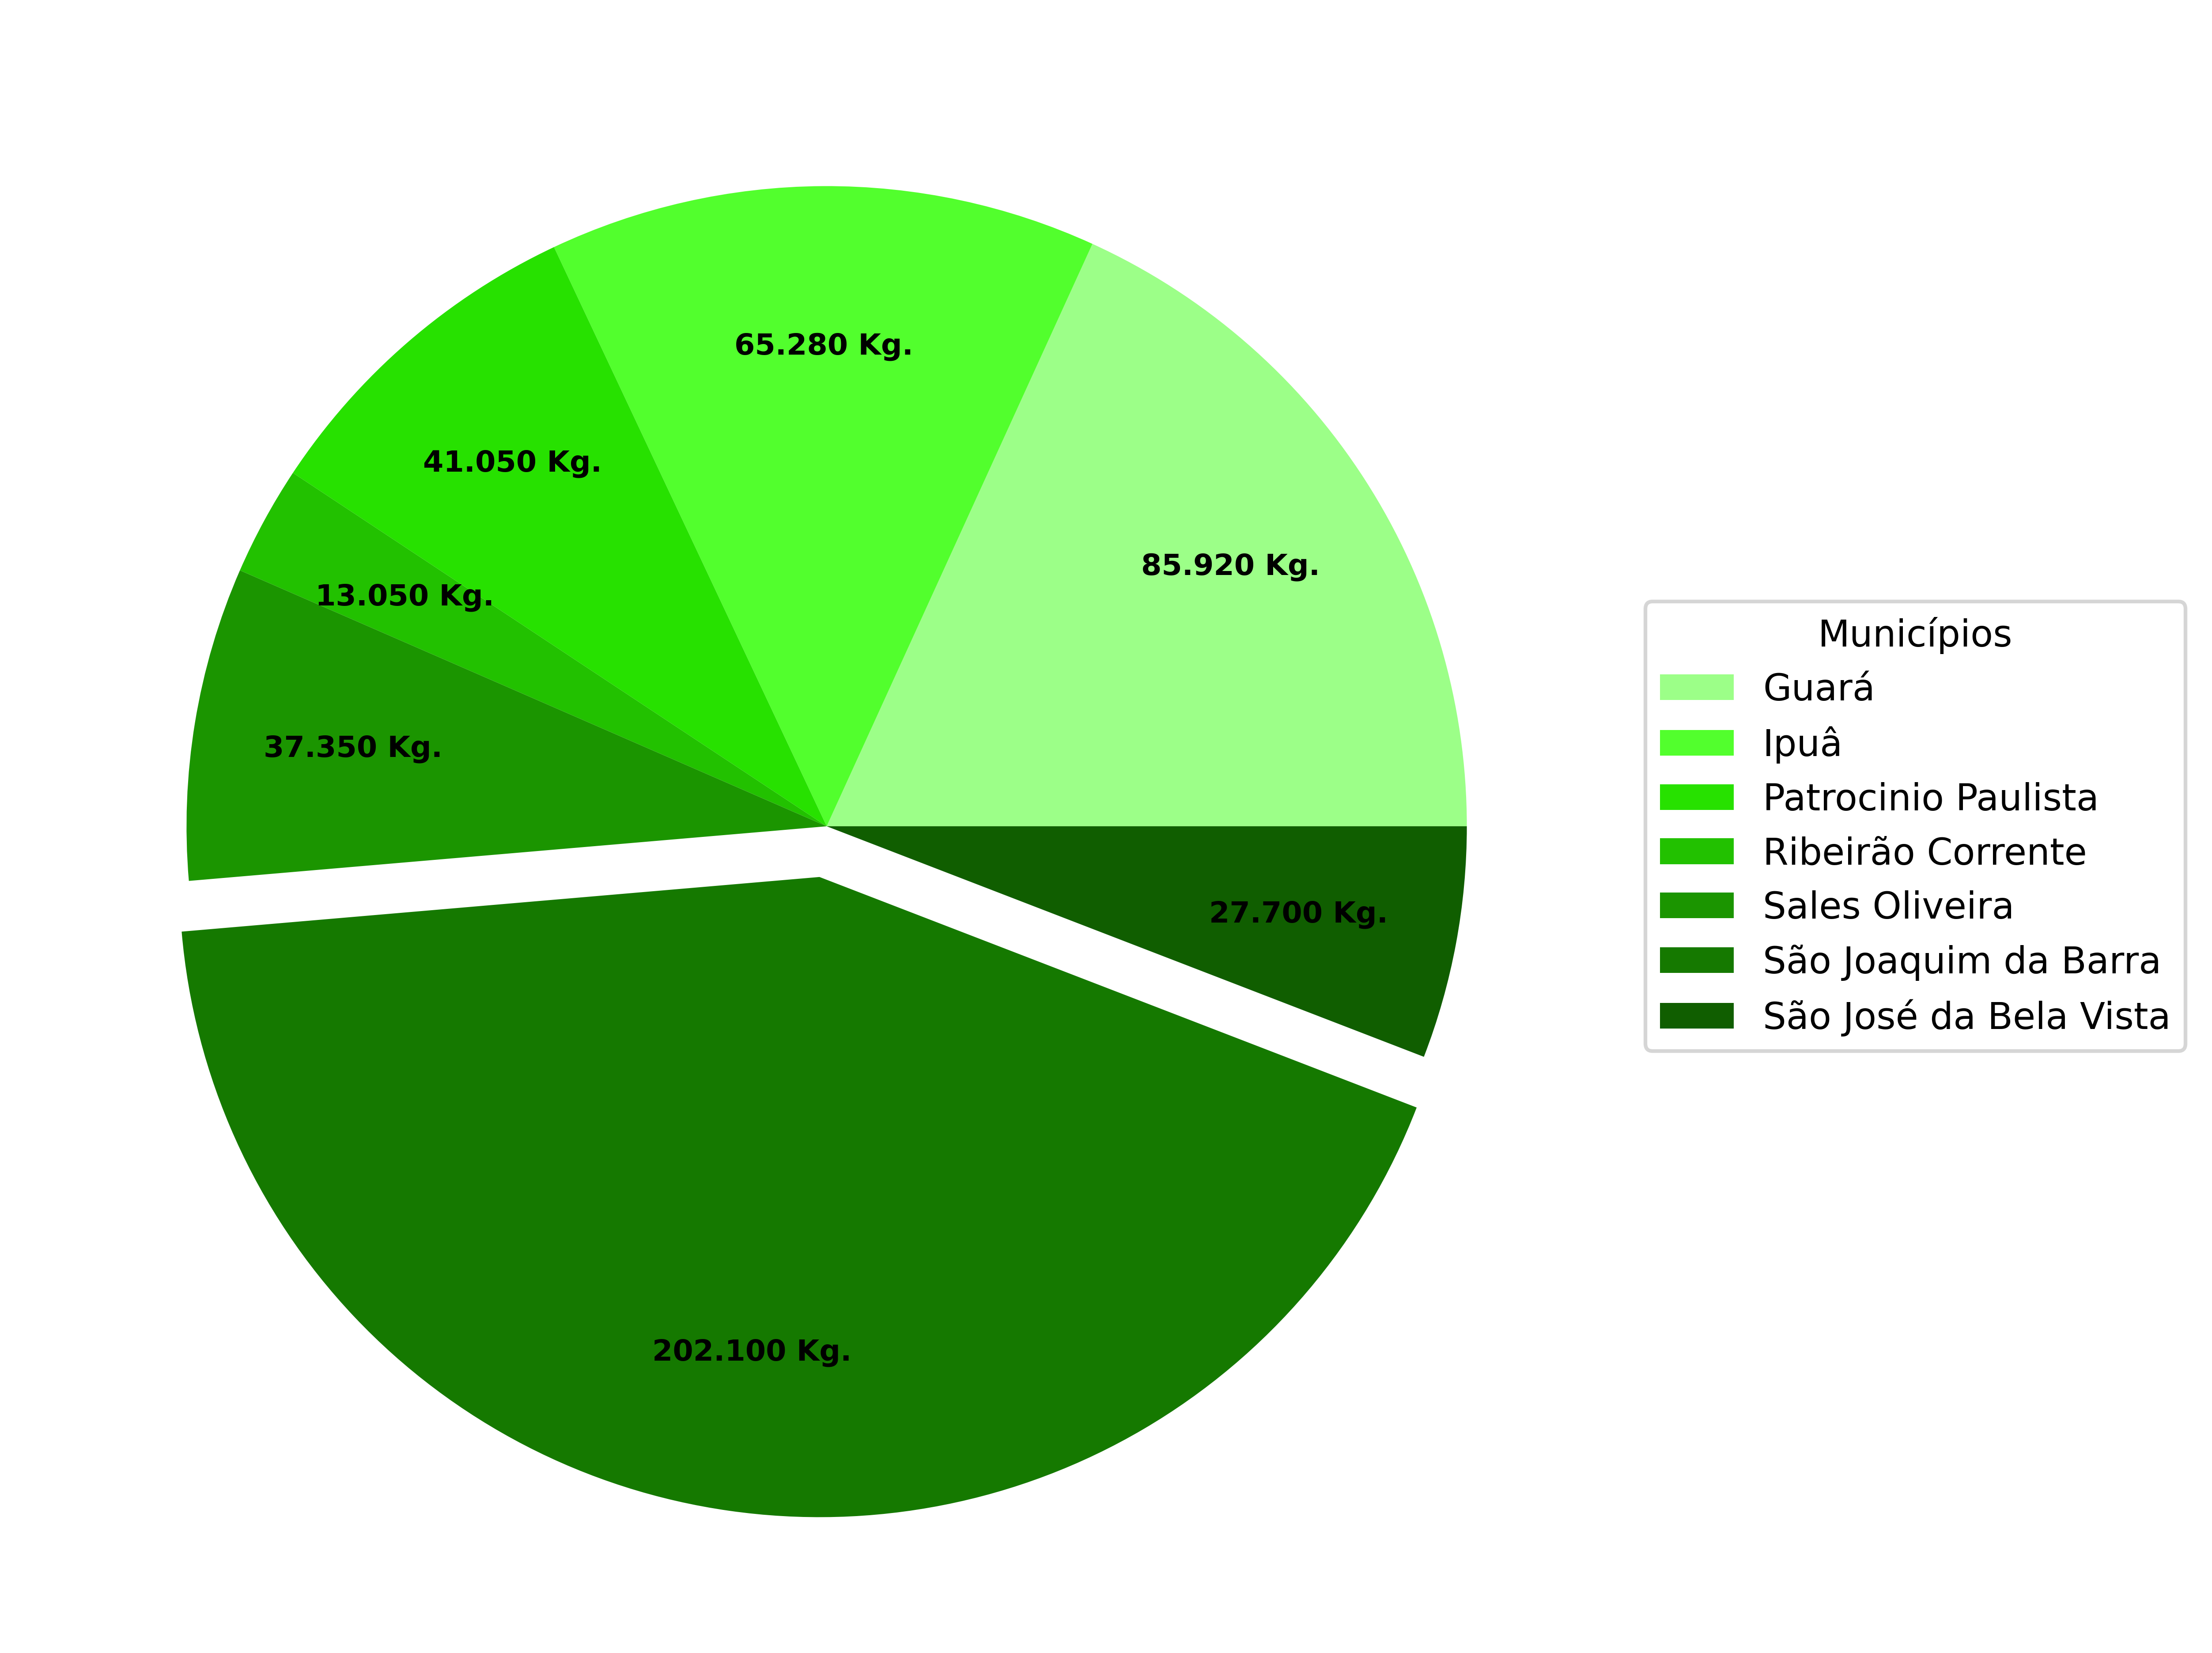 65.280 Kg.
41.050 Kg.
85.920 Kg.
13.050 Kg.
37.350 Kg.
27.700 Kg.
202.100 Kg.
Municípios
Guará
Ipuâ
Patrocinio Paulista
Ribeirão Corrente
Sales Oliveira
São Joaquim da Barra
São José da Bela Vista